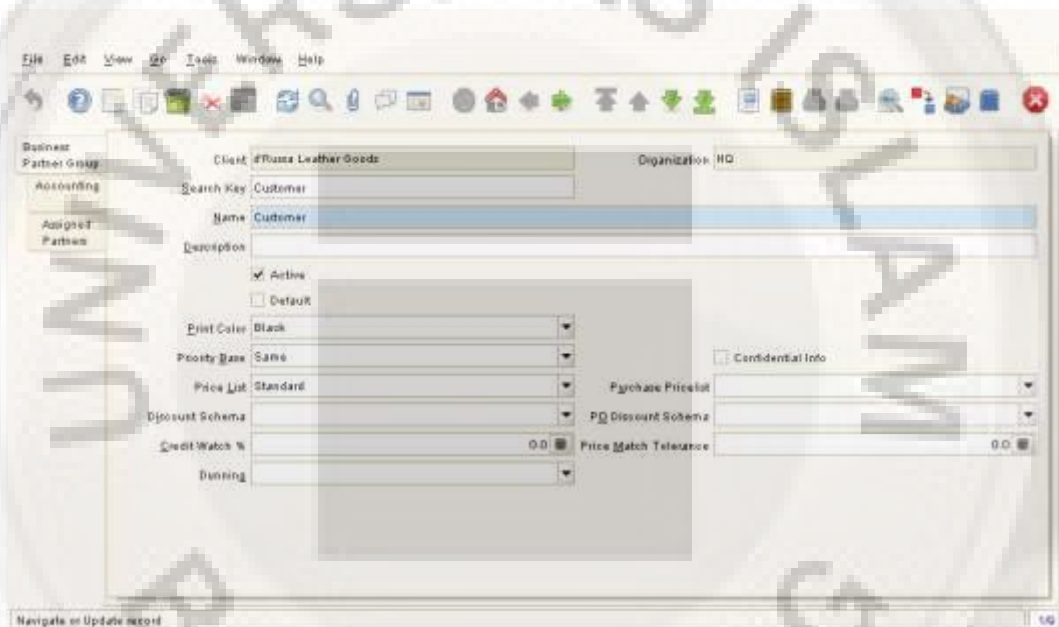 UNIVERSITAS ISLAM
File Edit View Go Tools Window Help
Business
Partner Group
Accounting
Assigned
Partners
Client d'Russa Leather Goods Organization HQ
Search Key Customer
Name Customer
Description
Active
Default
Print Color Black
Priority Base Same Confidential Info
Price List Standard Purchase Pricelist
Discount Schema PO Discount Schema
Credit Watch % 0.0 Price Match Tolerance 0.0
Dunning
Navigate or Update record